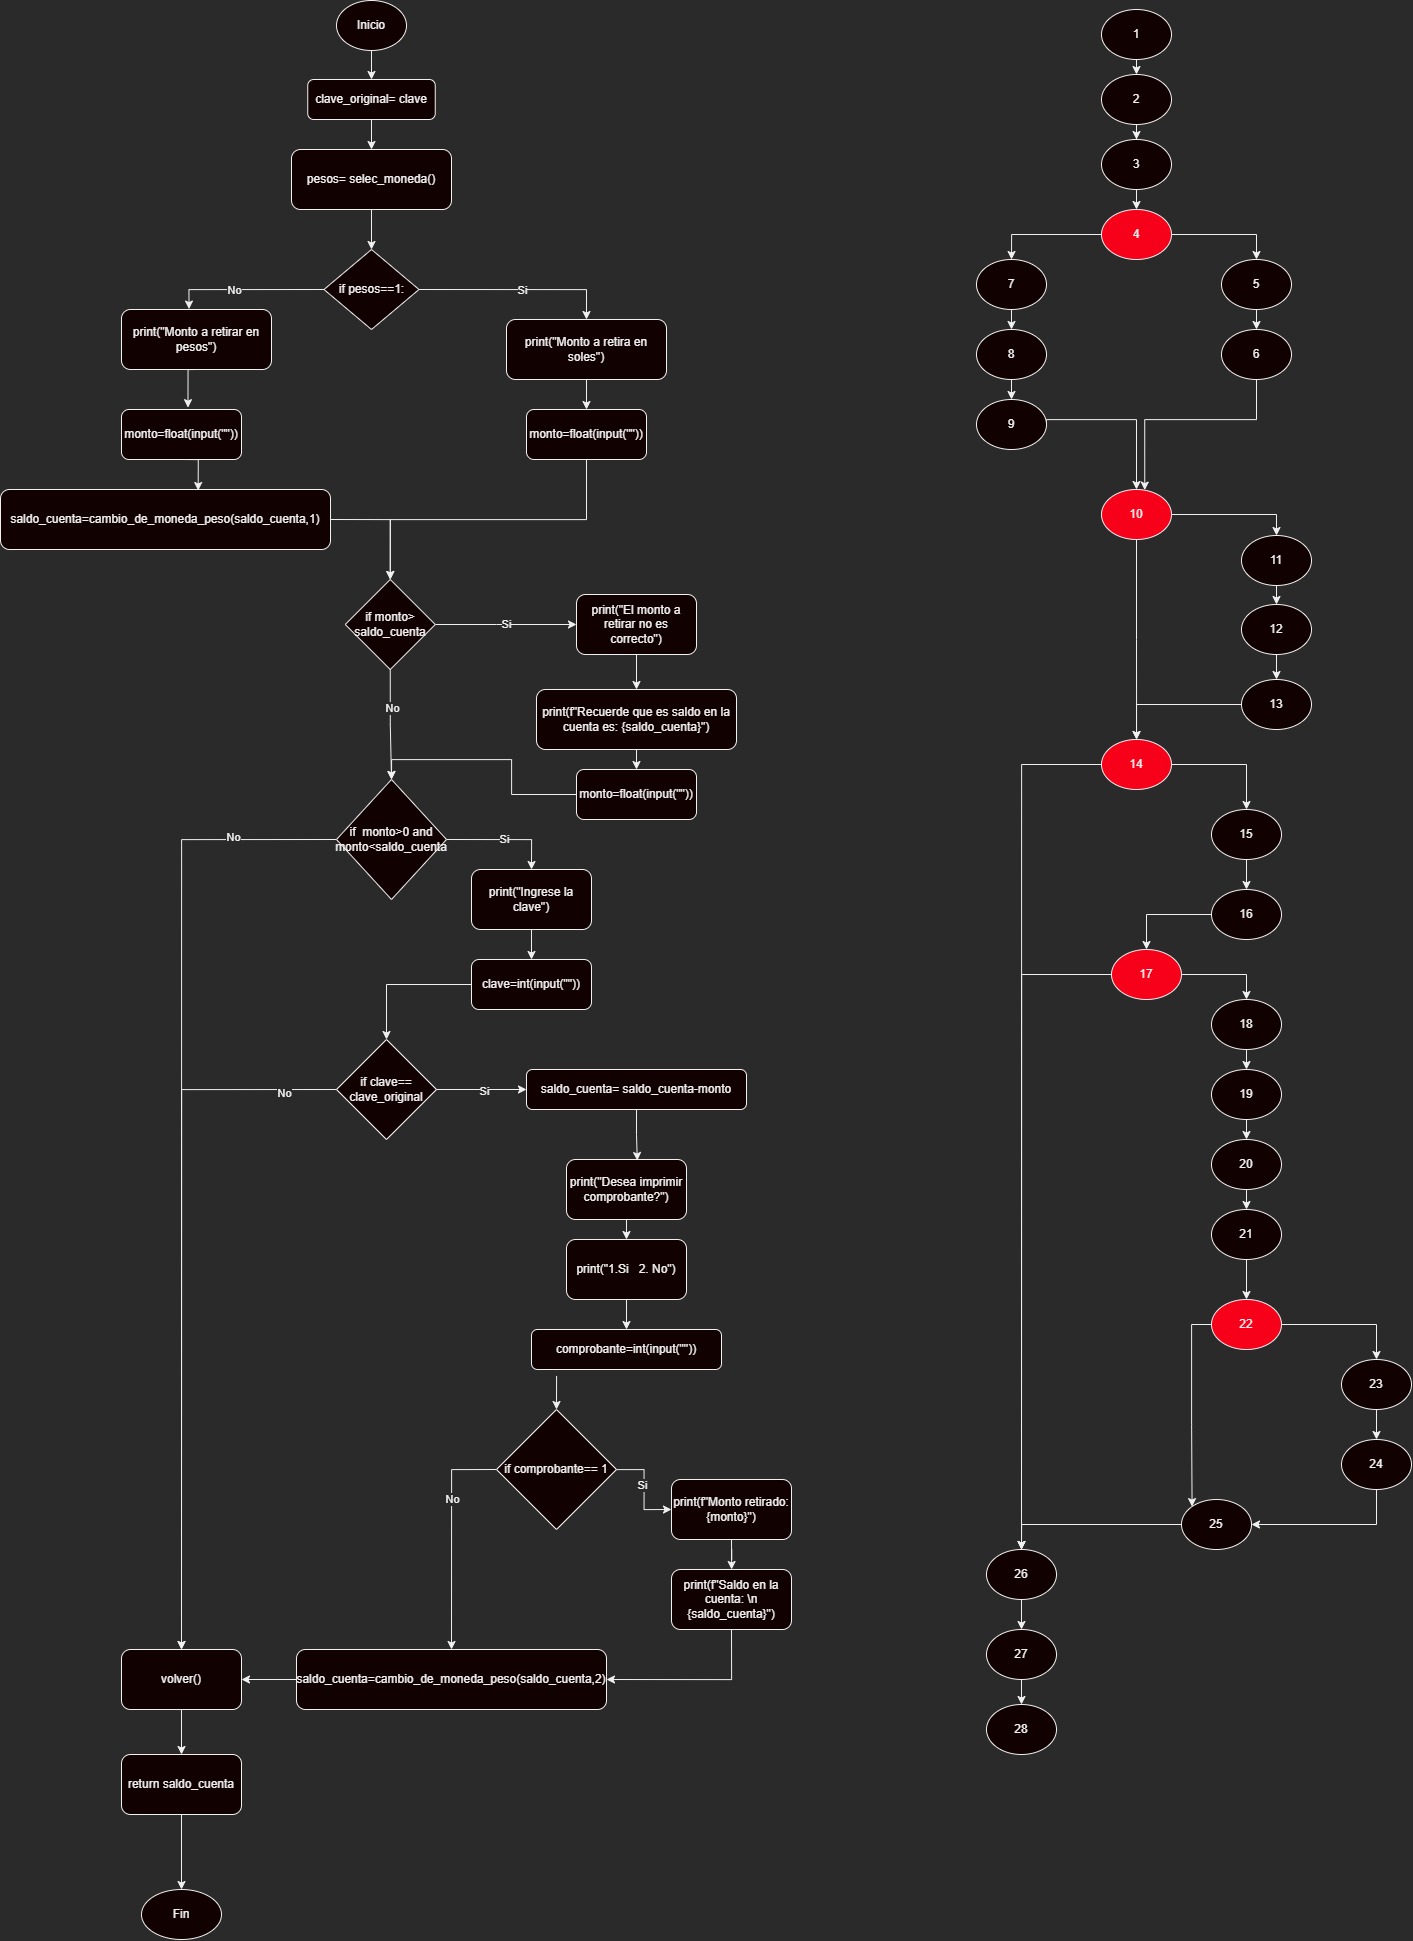 Inicio
clave_original= clave
pesos= selec_moneda()
if pesos==1:
No
Si
print("Monto a retirar en
pesos")
print("Monto a retira en
soles")
monto=float(input(""))
monto=float(input(""))
saldo_cuenta=cambio_de_moneda_peso(saldo_cuenta,1)
if monto>
saldo_cuenta
Si
print("El monto a
retirar no es
correcto")
No
print(f"Recuerde que es saldo en la
cuenta es: {saldo_cuenta}")
monto=float(input(""))
if  monto>0 and
monto<saldo_cuenta
No
Si
print("Ingrese la
clave")
clave=int(input(""))
if clave==
clave_original
No
Si
saldo_cuenta= saldo_cuenta-monto
print("Desea imprimir
comprobante?")
print("1.Si   2. No")
comprobante=int(input(""))
if comprobante== 1
No
Si
print(f"Monto retirado:
{monto}")
print(f"Saldo en la
cuenta: \n
{saldo_cuenta}")
saldo_cuenta=cambio_de_moneda_peso(saldo_cuenta,2)
volver()
return saldo_cuenta
Fin
1
2
3
4
7
5
8
6
9
10
11
12
13
14
15
16
17
18
19
20
21
22
23
24
25
26
27
28